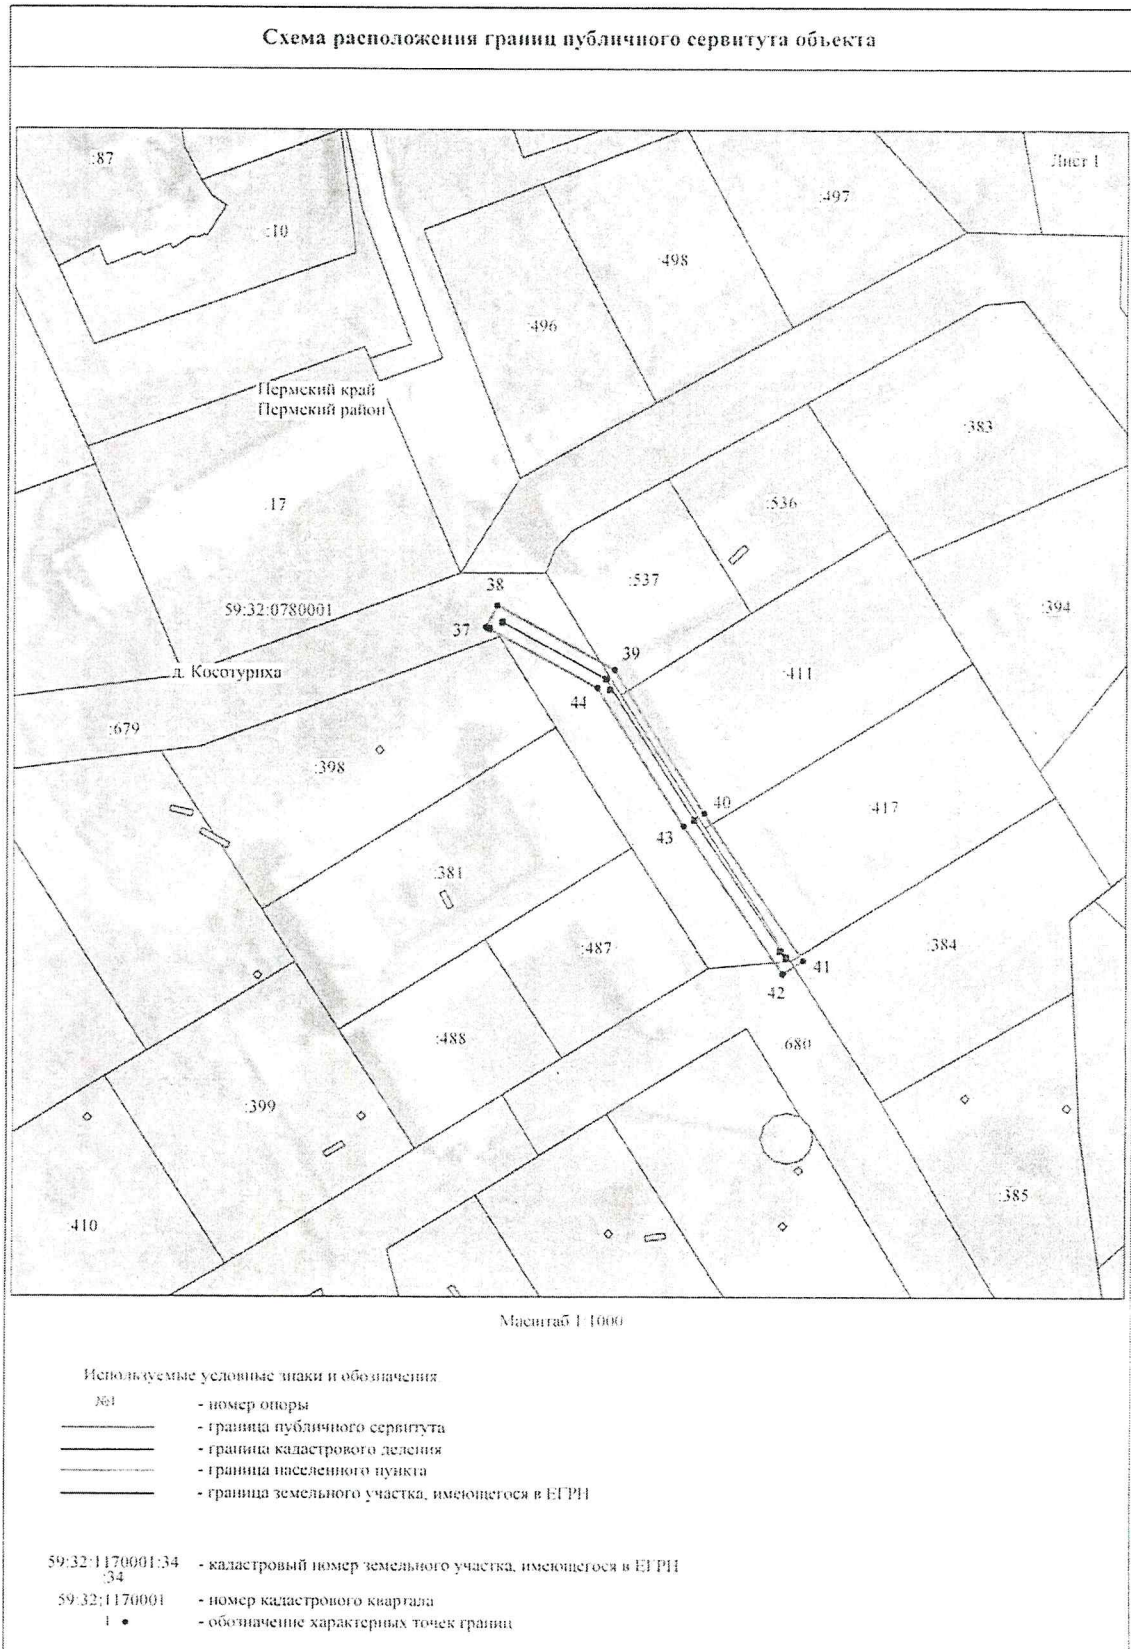 Схема расположения границ публичного сервитута объекта
:87
Лист 1
:497
:10
:498
:496
Пермский край
Пермский район
:383
:17
:536
38
:537
59:32:0780001
:394
37
39
д. Косотуриха
:411
44
:679
:398
40
:417
43
:381
:487
:384
41
42
:488
:680
:399
:385
:410
Масштаб 1:1000
Используемые условные знаки и обозначения
№1
- номер опоры
- граница публичного сервитута
- граница кадастрового деления
- граница населенного пункта
- граница земельного участка, имеющегося в ЕГРН
59:32:1170001:34 - кадастровый номер земельного участка, имеющегося в ЕГРН
:34
59:32:1170001 - номер кадастрового квартала
1 - обозначение характерных точек границ